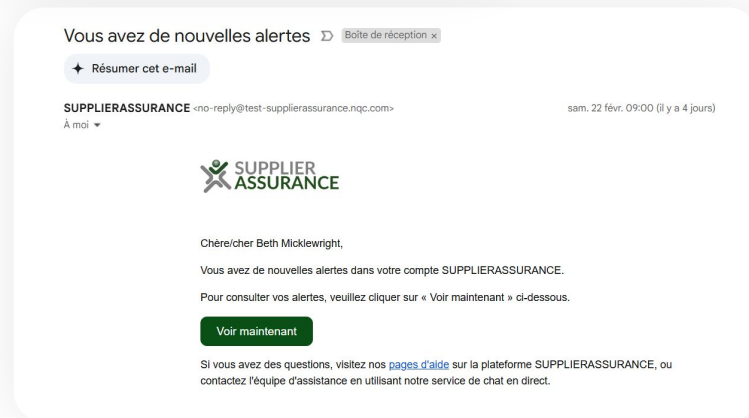 Vous avez de nouvelles alertes Boîte de réception ×
Résumer cet e-mail
SUPPLIERASSURANCE <no-reply@test-supplierassurance.nqc.com> sam. 22 févr. 09:00 (il y a 4 jours)
À moi
SUPPLIER
ASSURANCE
Chère/cher Beth Micklewright,
Vous avez de nouvelles alertes dans votre compte SUPPLIERASSURANCE.
Pour consulter vos alertes, veuillez cliquer sur « Voir maintenant » ci-dessous.
Voir maintenant
Si vous avez des questions, visitez nos pages d'aide sur la plateforme SUPPLIERASSURANCE, ou
contactez l'équipe d'assistance en utilisant notre service de chat en direct.